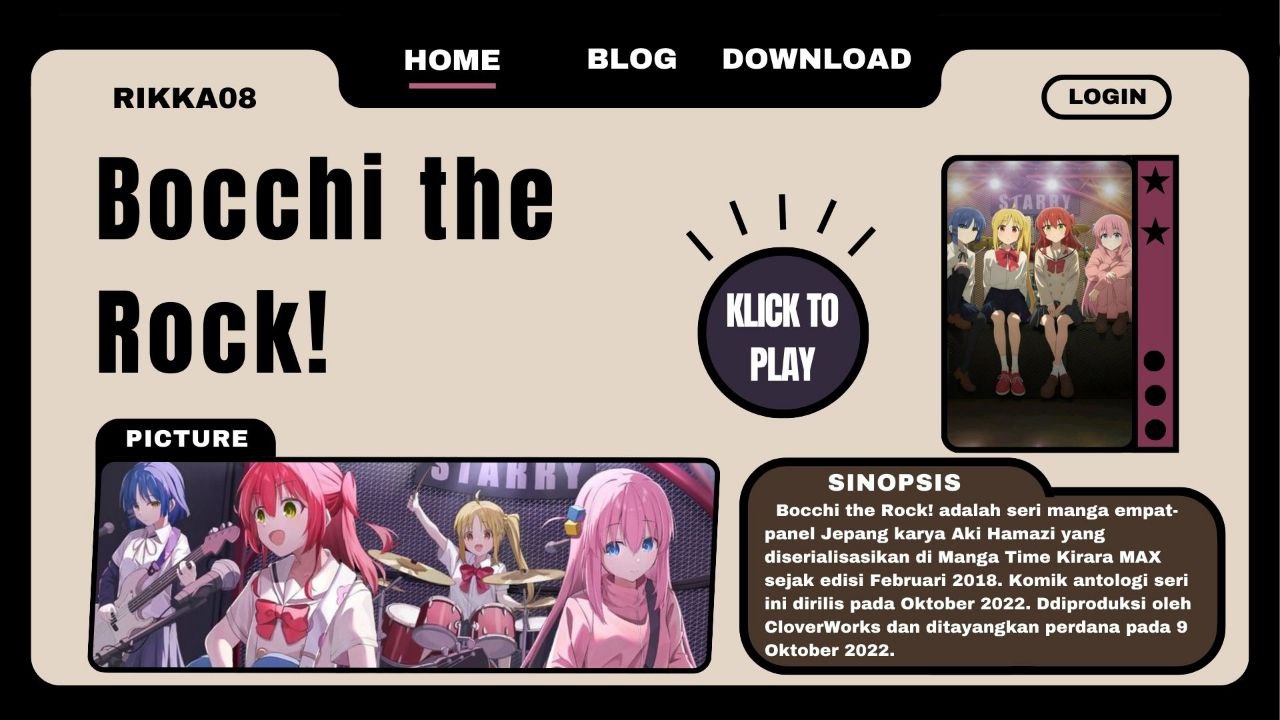 HOME BLOG DOWNLOAD
RIKKA08
LOGIN
Bocchi the
Rock!
KLICK TO
PLAY
STARRY
PICTURE
STARRY
SINOPSIS
Bocchi the Rock! adalah seri manga empat-
panel Jepang karya Aki Hamazi yang
diserialisasikan di Manga Time Kirara MAX
sejak edisi Februari 2018. Komik antologi seri
ini dirilis pada Oktober 2022. Ddiproduksi oleh
CloverWorks dan ditayangkan perdana pada 9
Oktober 2022.